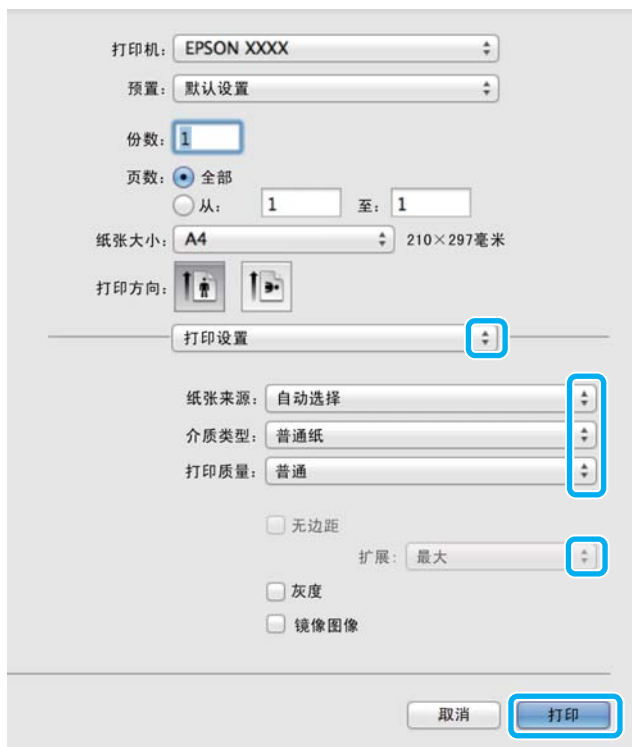 打印机： EPSON XXXX
预置： 默认设置
份数： 1
页数： 全部
从： 1 至： 1
纸张大小： A4 210×297毫米
打印方向：
打印设置
纸张来源： 自动选择
介质类型： 普通纸
打印质量： 普通
无边距
扩展： 最大
灰度
镜像图像
取消 打印